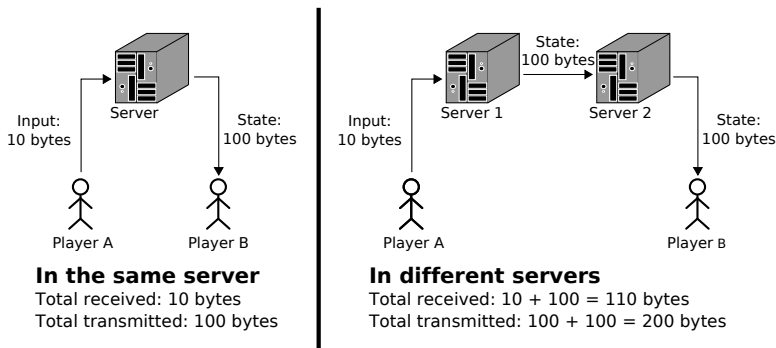 Input:
10 bytes
Server
State:
100 bytes
Player A
Player B
In the same server
Total received: 10 bytes
Total transmitted: 100 bytes
Input:
10 bytes
Server 1
State:
100 bytes
Server 2
State:
100 bytes
Player A
Player B
In different servers
Total received: 10 + 100 = 110 bytes
Total transmitted: 100 + 100 = 200 bytes